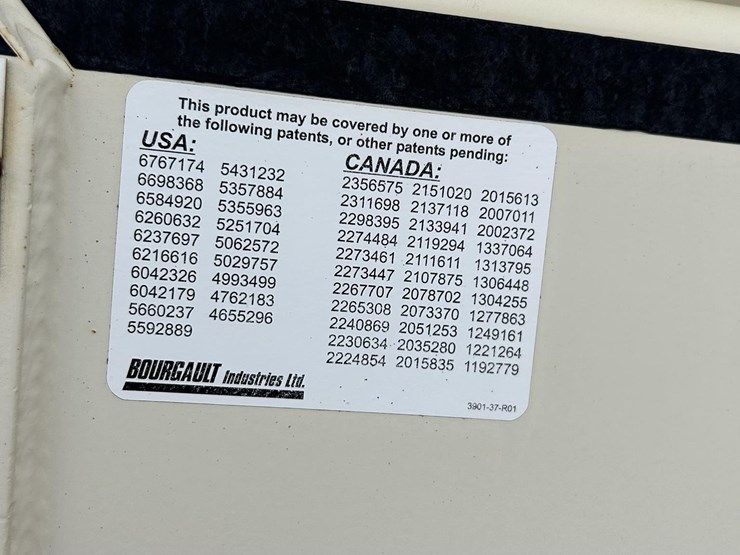 This product may be covered by one or more of
the following patents, or other patents pending:
USA:
6767174 5431232
6698368 5357884
6584920 5355963
6260632 5251704
6237697 5062572
6216616 5029757
6042326 4993499
6042179 4762183
5660237 4655296
5592889
CANADA:
2356575 2151020 2015613
2311698 2137118 2007011
2298395 2133941 2002372
2274484 2119294 1337064
2273461 2111611 1313795
2273447 2107875 1306448
2267707 2078702 1304255
2265308 2073370 1277863
2240869 2051253 1249161
2230634 2035280 1221264
2224854 2015835 1192779
BOURGAULT Industries Ltd.
3901-37-R01